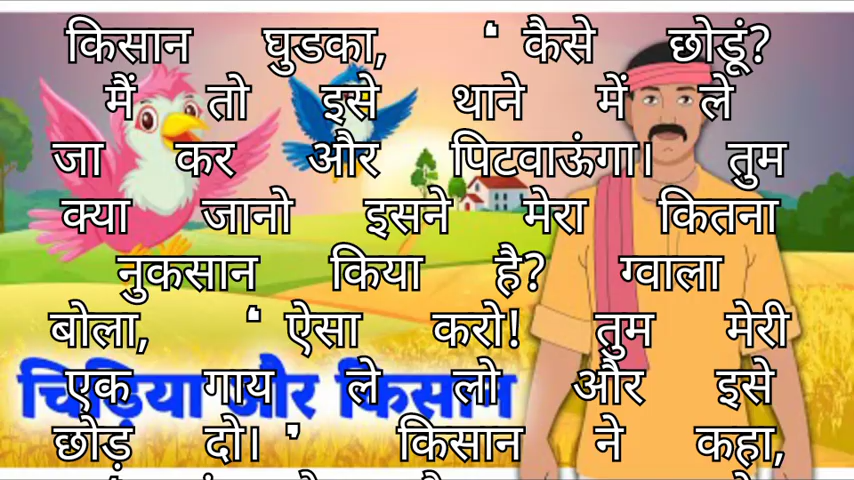 किसान घुडका, ‘ कैसे छोडूं?
मैं तो इसे थाने में ले
जा कर और पिटवाऊंगा। तुम
क्या जानो इसने मेरा कितना
नुकसान किया है? ग्वाला
बोला, ‘ ऐसा करो! तुम मेरी
एक गाय ले लो और इसे
चिड़िया और किसान
छोड़ दो। ’ किसान ने कहा,